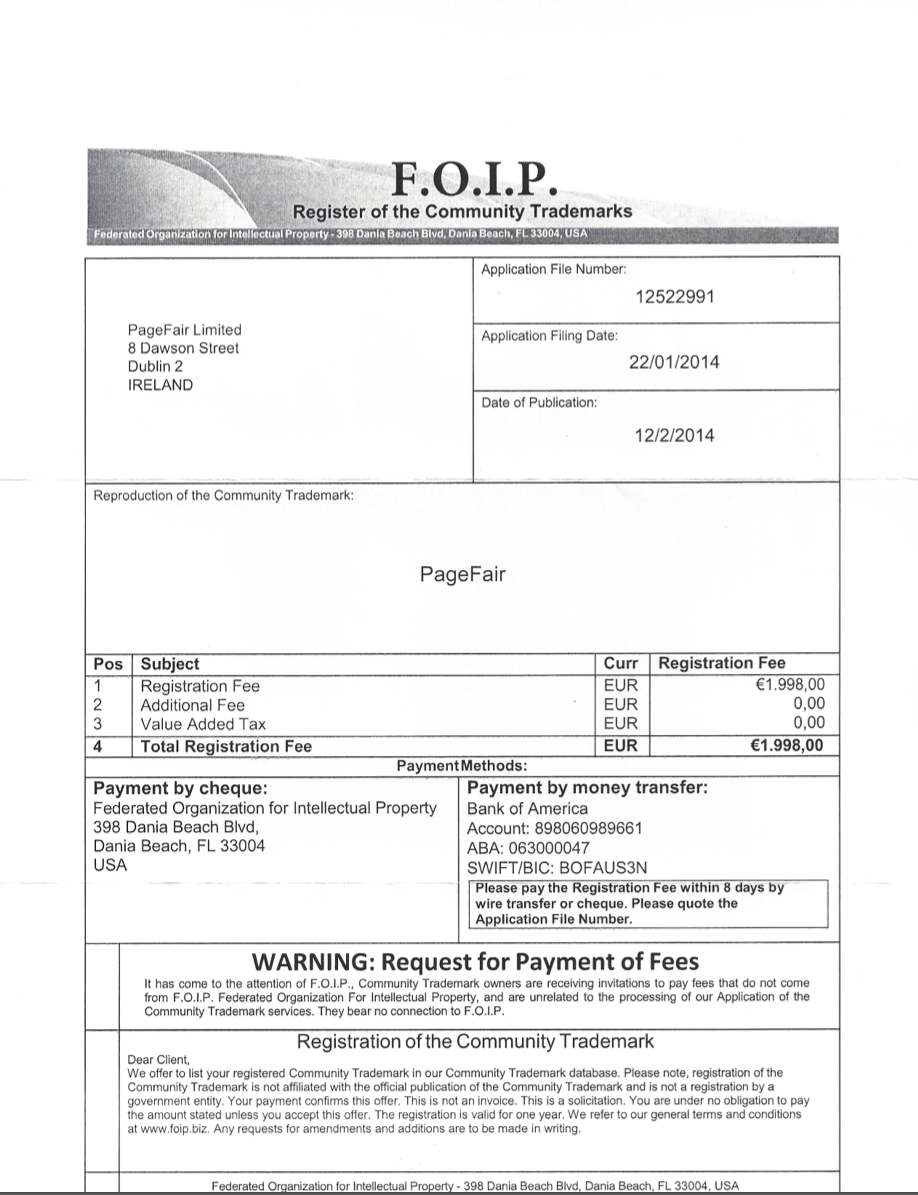 F.O.I.P.
Register of the Community Trademarks
Federated Organization for Intellectual Property - 398 Dania Beach Blvd, Dania Beach, FL 33004, USA
PageFair Limited
8 Dawson Street
Dublin 2
IRELAND
Application File Number:
12522991
Application Filing Date:
22/01/2014
Date of Publication:
12/2/2014
Reproduction of the Community Trademark:
PageFair
Pos Subject Curr Registration Fee
1 Registration Fee EUR €1.998,00
2 Additional Fee EUR 0,00
3 Value Added Tax EUR 0,00
4 Total Registration Fee EUR €1.998,00
Payment Methods:
Payment by cheque:
Federated Organization for Intellectual Property
398 Dania Beach Blvd,
Dania Beach, FL 33004
USA
Payment by money transfer:
Bank of America
Account: 898060989661
ABA: 063000047
SWIFT/BIC: BOFAUS3N
Please pay the Registration Fee within 8 days by
wire transfer or cheque. Please quote the
Application File Number.
WARNING: Request for Payment of Fees
It has come to the attention of F.O.I.P., Community Trademark owners are receiving invitations to pay fees that do not come
from F.O.I.P. Federated Organization For Intellectual Property, and are unrelated to the processing of our Application of the
Community Trademark services. They bear no connection to F.O.I.P.
Registration of the Community Trademark
Dear Client,
We offer to list your registered Community Trademark in our Community Trademark database. Please note, registration of the
Community Trademark is not affiliated with the official publication of the Community Trademark and is not a registration by a
government entity. Your payment confirms this offer. This is not an invoice. This is a solicitation. You are under no obligation to pay
the amount stated unless you accept this offer. The registration is valid for one year. We refer to our general terms and conditions
at www.foip.biz. Any requests for amendments and additions are to be made in writing.
Federated Organization for Intellectual Property - 398 Dania Beach Blvd, Dania Beach, FL 33004, USA